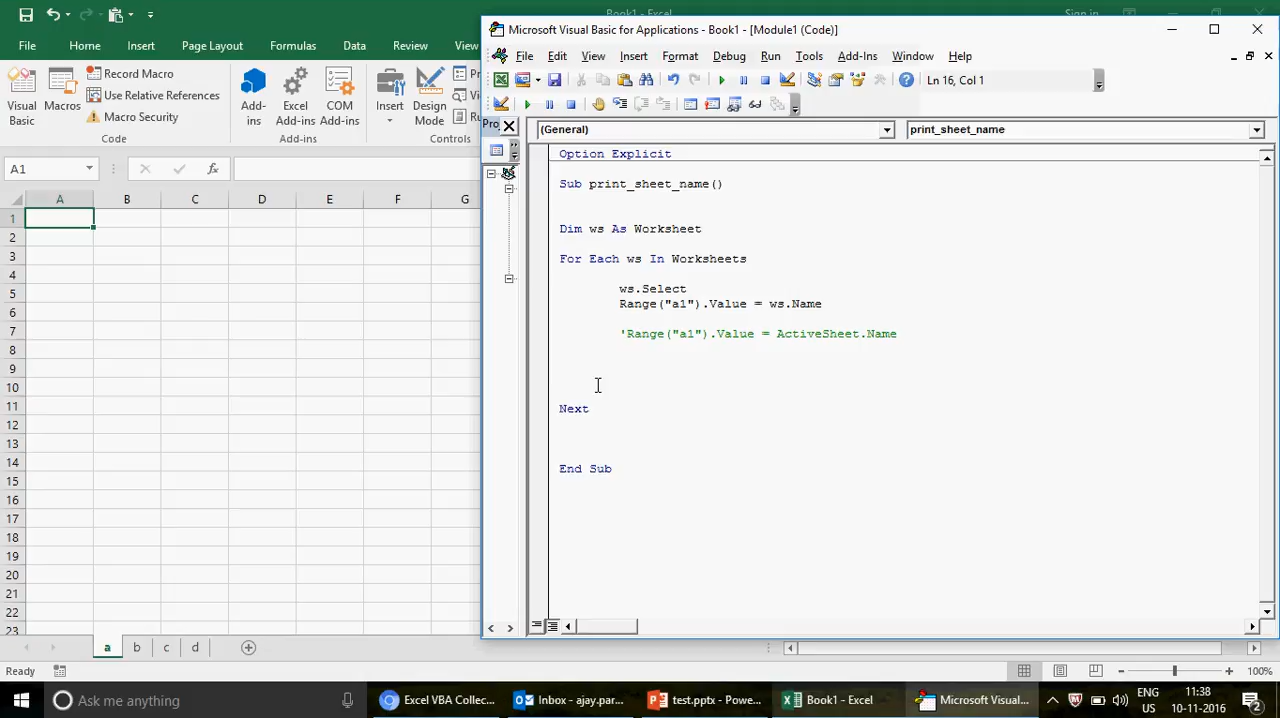 Book1 - Excel
Sign in
Microsoft Visual Basic for Applications - Book1 - [Module1 (Code)]
File Home Insert Page Layout Formulas Data Review View
File Edit View Insert Format Debug Run Tools Add-Ins Window Help
Ln 16, Col 1
Visual Basic
Macros
Record Macro
Use Relative References
Macro Security
Code
Add-ins
Excel Add-ins
COM Add-ins
Add-ins
Insert
Design Mode
Controls
A1
fx
(General)
print_sheet_name
A B C D E F G
1
2
3
4
5
6
7
8
9
10
11
12
13
14
15
16
17
18
19
20
21
22
23
Option Explicit
Sub print_sheet_name()
Dim ws As Worksheet
For Each ws In Worksheets
ws.Select
Range("a1").Value = ws.Name
'Range("a1").Value = ActiveSheet.Name
Next
End Sub
a b c d
Ready
100%
Ask me anything
Excel VBA Collec...
Inbox - ajay.par...
test.pptx - Powe...
Book1 - Excel
Microsoft Visual...
ENG
US
11:38
10-11-2016
2